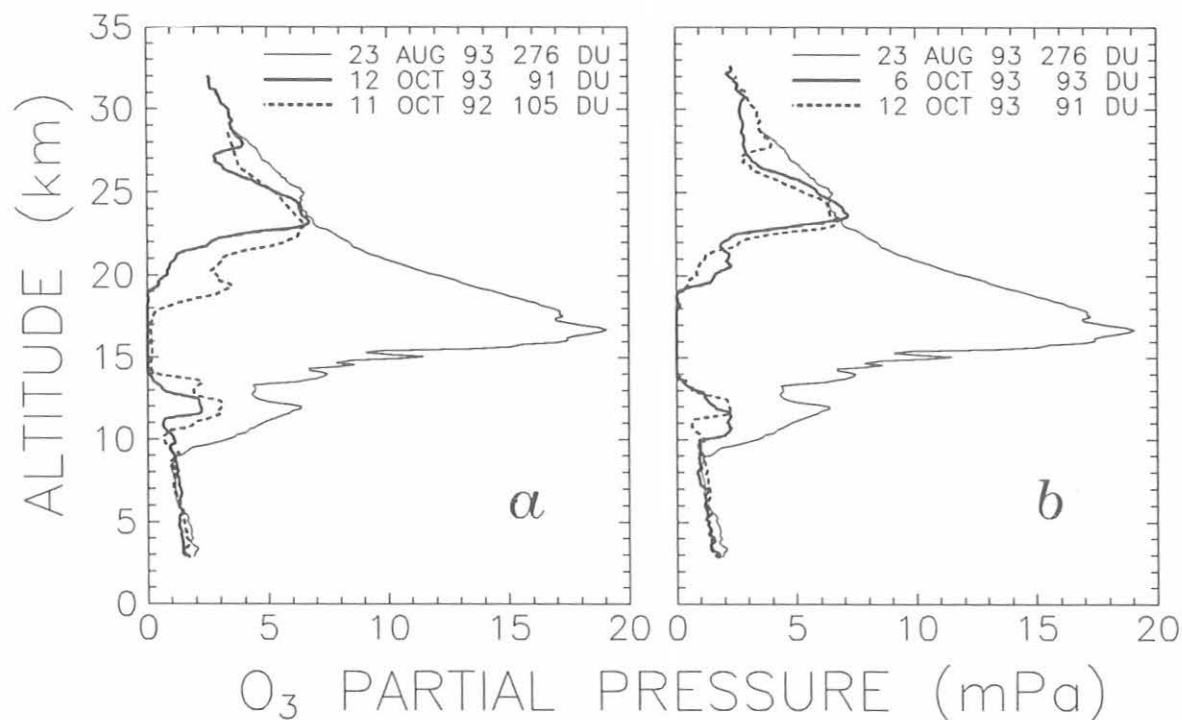 35
30
25
20
15
10
5
0
ALTITUDE (km)
23 AUG 93 276 DU
12 OCT 93 91 DU
11 OCT 92 105 DU
a
0 5 10 15 20
23 AUG 93 276 DU
6 OCT 93 93 DU
12 OCT 93 91 DU
b
0 5 10 15 20
O₃ PARTIAL PRESSURE (mPa)